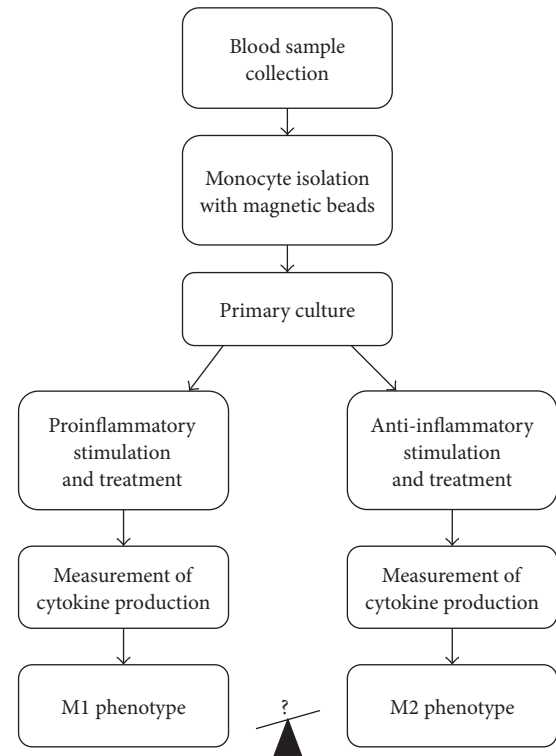 Blood sample
collection
Monocyte isolation
with magnetic beads
Primary culture
Proinflammatory
stimulation
and treatment
Anti-inflammatory
stimulation
and treatment
Measurement of
cytokine production
Measurement of
cytokine production
M1 phenotype
?
M2 phenotype